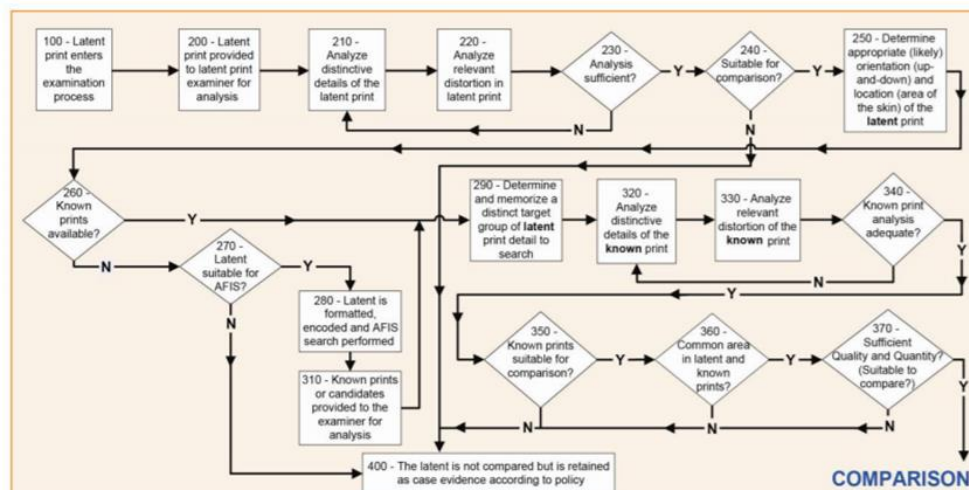 100 - Latent
print enters
the
examination
process
200 - Latent
print provided
to latent print
examiner for
analysis
210 -
Analyze
distinctive
details of the
latent print
220 -
Analyze
relevant
distortion in
latent print
230 -
Analysis
sufficient?
Y
N
240 -
Suitable for
comparison?
Y
N
250 - Determine
appropriate (likely)
orientation (up-
and-down) and
location (area of
the skin) of the
latent print
260 -
Known
prints
available?
Y
N
270 -
Latent
suitable for
AFIS?
Y
N
280 - Latent is
formatted,
encoded and AFIS
search performed
310 - Known prints
or candidates
provided to the
examiner for
analysis
290 - Determine
and memorize a
distinct target
group of latent
print detail to
search
320 -
Analyze
distinctive
details of the
known print
330 - Analyze
relevant
distortion of the
known print
340 -
Known print
analysis
adequate?
Y
N
Y
350 -
Known prints
suitable for
comparison?
Y
N
360 -
Common area
in latent and
known
prints?
Y
N
370 -
Sufficient
Quality and Quantity?
(Suitable to
compare?)
Y
N
400 - The latent is not compared but is retained
as case evidence according to policy
COMPARISON